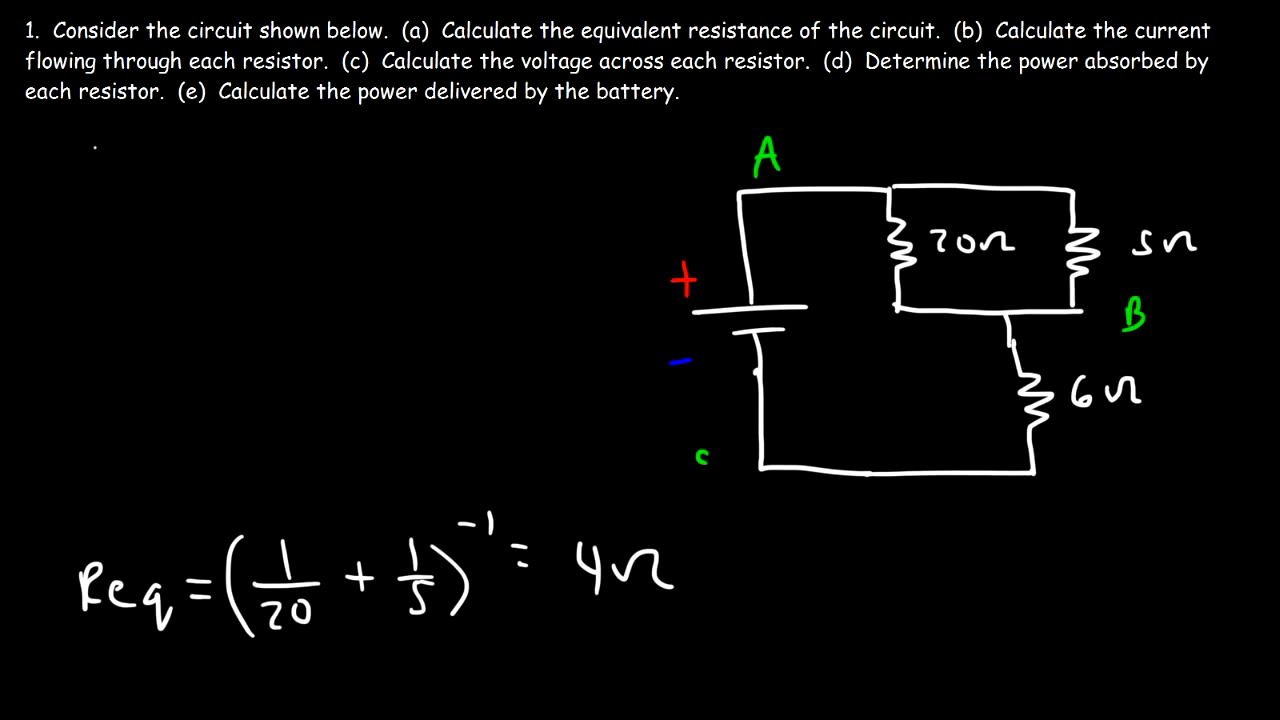 1. Consider the circuit shown below. (a) Calculate the equivalent resistance of the circuit. (b) Calculate the current
flowing through each resistor. (c) Calculate the voltage across each resistor. (d) Determine the power absorbed by
each resistor. (e) Calculate the power delivered by the battery.
A
20Ω
5Ω
+
B
-
6Ω
c
Req = (1/20 + 1/5)^-1 = 4Ω